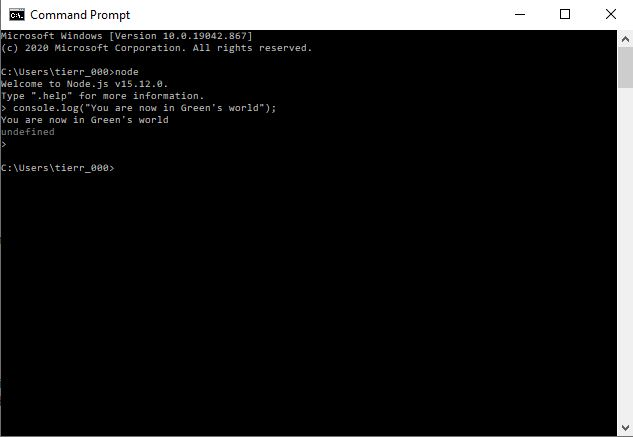 Command Prompt
Microsoft Windows [Version 10.0.19042.867]
(c) 2020 Microsoft Corporation. All rights reserved.
C:\Users\tierr_000>node
Welcome to Node.js v15.12.0.
Type ".help" for more information.
> console.log("You are now in Green's world");
You are now in Green's world
undefined
>
C:\Users\tierr_000>